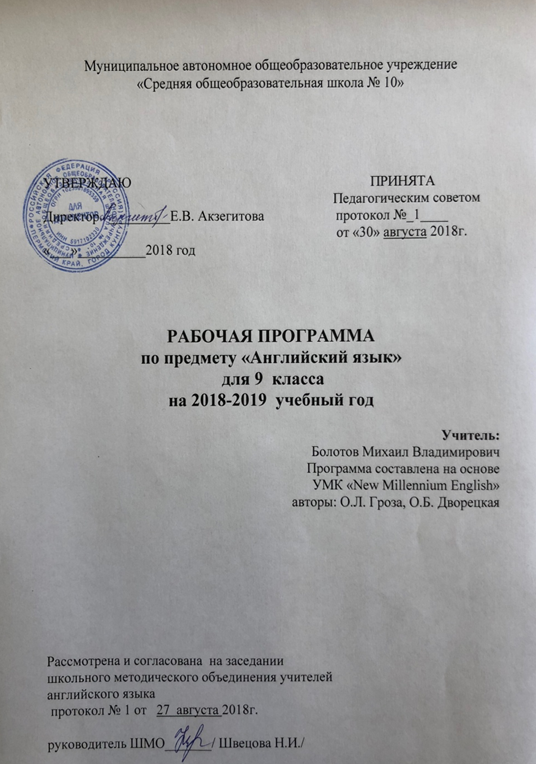 Муниципальное автономное общеобразовательное учреждение
«Средняя общеобразовательная школа № 10»
УТВЕРЖДАЮ
Директор Е.В. Акзегитова
«___»________2018 год
ПРИНЯТА
Педагогическим советом
протокол №_1____
от «30» августа 2018г.
РАБОЧАЯ ПРОГРАММА
по предмету «Английский язык»
для 9 класса
на 2018-2019 учебный год
Учитель:
Болотов Михаил Владимирович
Программа составлена на основе
УМК «New Millennium English»
авторы: О.Л. Гроза, О.Б. Дворецкая
Рассмотрена и согласована на заседании
школьного методического объединения учителей
английского языка
протокол № 1 от 27 августа 2018г.
руководитель ШМО / Швецова Н.И./